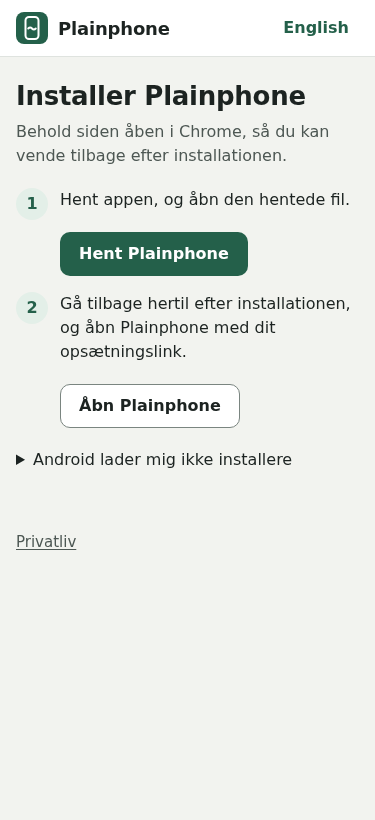 Plainphone
English
Installer Plainphone
Behold siden åben i Chrome, så du kan
vende tilbage efter installationen.
1
Hent appen, og åbn den hentede fil.
Hent Plainphone
2
Gå tilbage hertil efter installationen,
og åbn Plainphone med dit
opsætningslink.
Åbn Plainphone
Android lader mig ikke installere
Privatliv